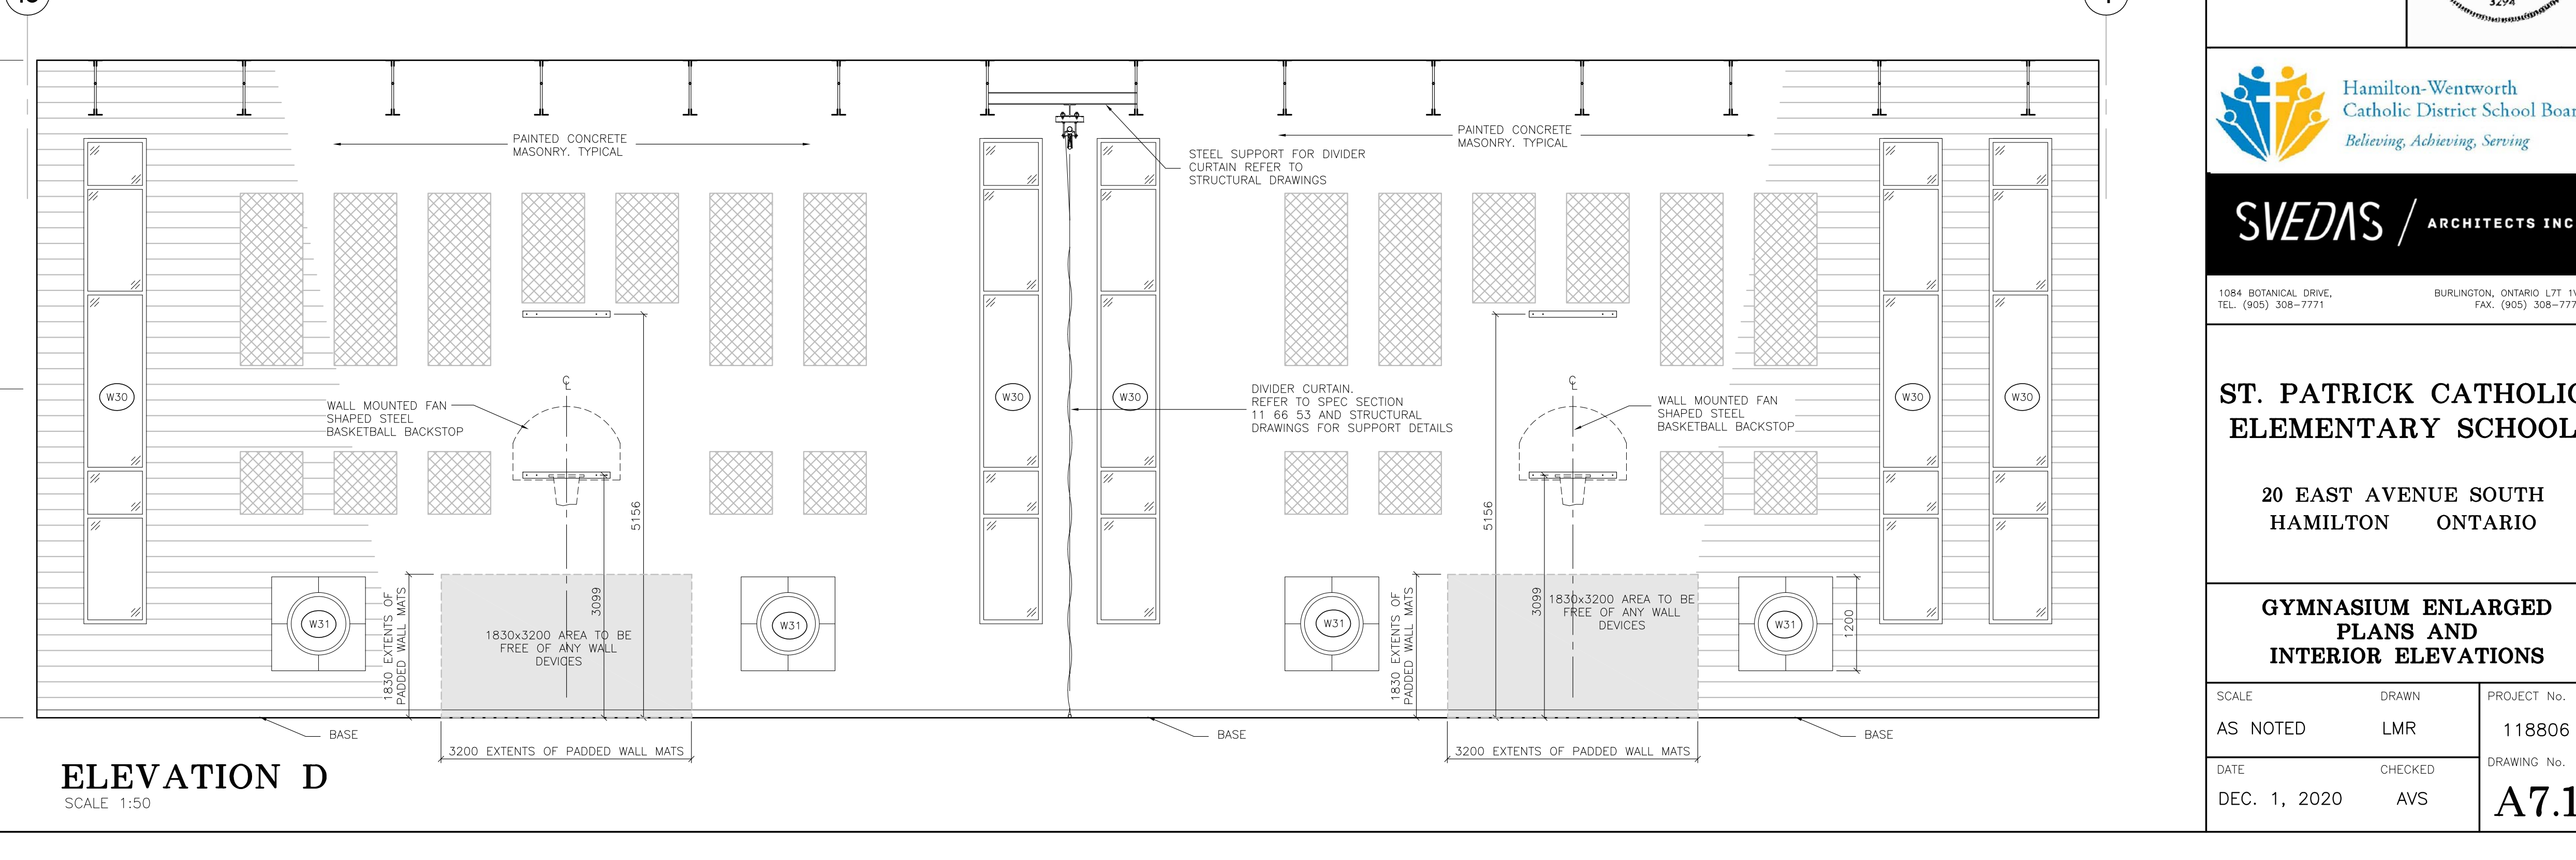 3294
PAINTED CONCRETE
MASONRY. TYPICAL
STEEL SUPPORT FOR DIVIDER
CURTAIN REFER TO
STRUCTURAL DRAWINGS
PAINTED CONCRETE
MASONRY. TYPICAL
W30
WALL MOUNTED FAN
SHAPED STEEL
BASKETBALL BACKSTOP
℄
5156
3099
W30
W30
DIVIDER CURTAIN.
REFER TO SPEC SECTION
11 66 53 AND STRUCTURAL
DRAWINGS FOR SUPPORT DETAILS
℄
WALL MOUNTED FAN
SHAPED STEEL
BASKETBALL BACKSTOP
5156
3099
W30
W30
W31
1830 EXTENTS OF
PADDED WALL MATS
1830x3200 AREA TO BE
FREE OF ANY WALL
DEVICES
W31
W31
1830 EXTENTS OF
PADDED WALL MATS
1830x3200 AREA TO BE
FREE OF ANY WALL
DEVICES
W31
1200
BASE
3200 EXTENTS OF PADDED WALL MATS
BASE
3200 EXTENTS OF PADDED WALL MATS
BASE
ELEVATION D
SCALE 1:50
Hamilton-Wentworth
Catholic District School Boar
Believing, Achieving, Serving
SVEDAS / ARCHITECTS INC
1084 BOTANICAL DRIVE, BURLINGTON, ONTARIO L7T 1V
TEL. (905) 308-7771 FAX. (905) 308-777
ST. PATRICK CATHOLIC
ELEMENTARY SCHOOL
20 EAST AVENUE SOUTH
HAMILTON ONTARIO
GYMNASIUM ENLARGED
PLANS AND
INTERIOR ELEVATIONS
SCALE DRAWN PROJECT No.
AS NOTED LMR 118806
DATE CHECKED DRAWING No.
DEC. 1, 2020 AVS A7.1